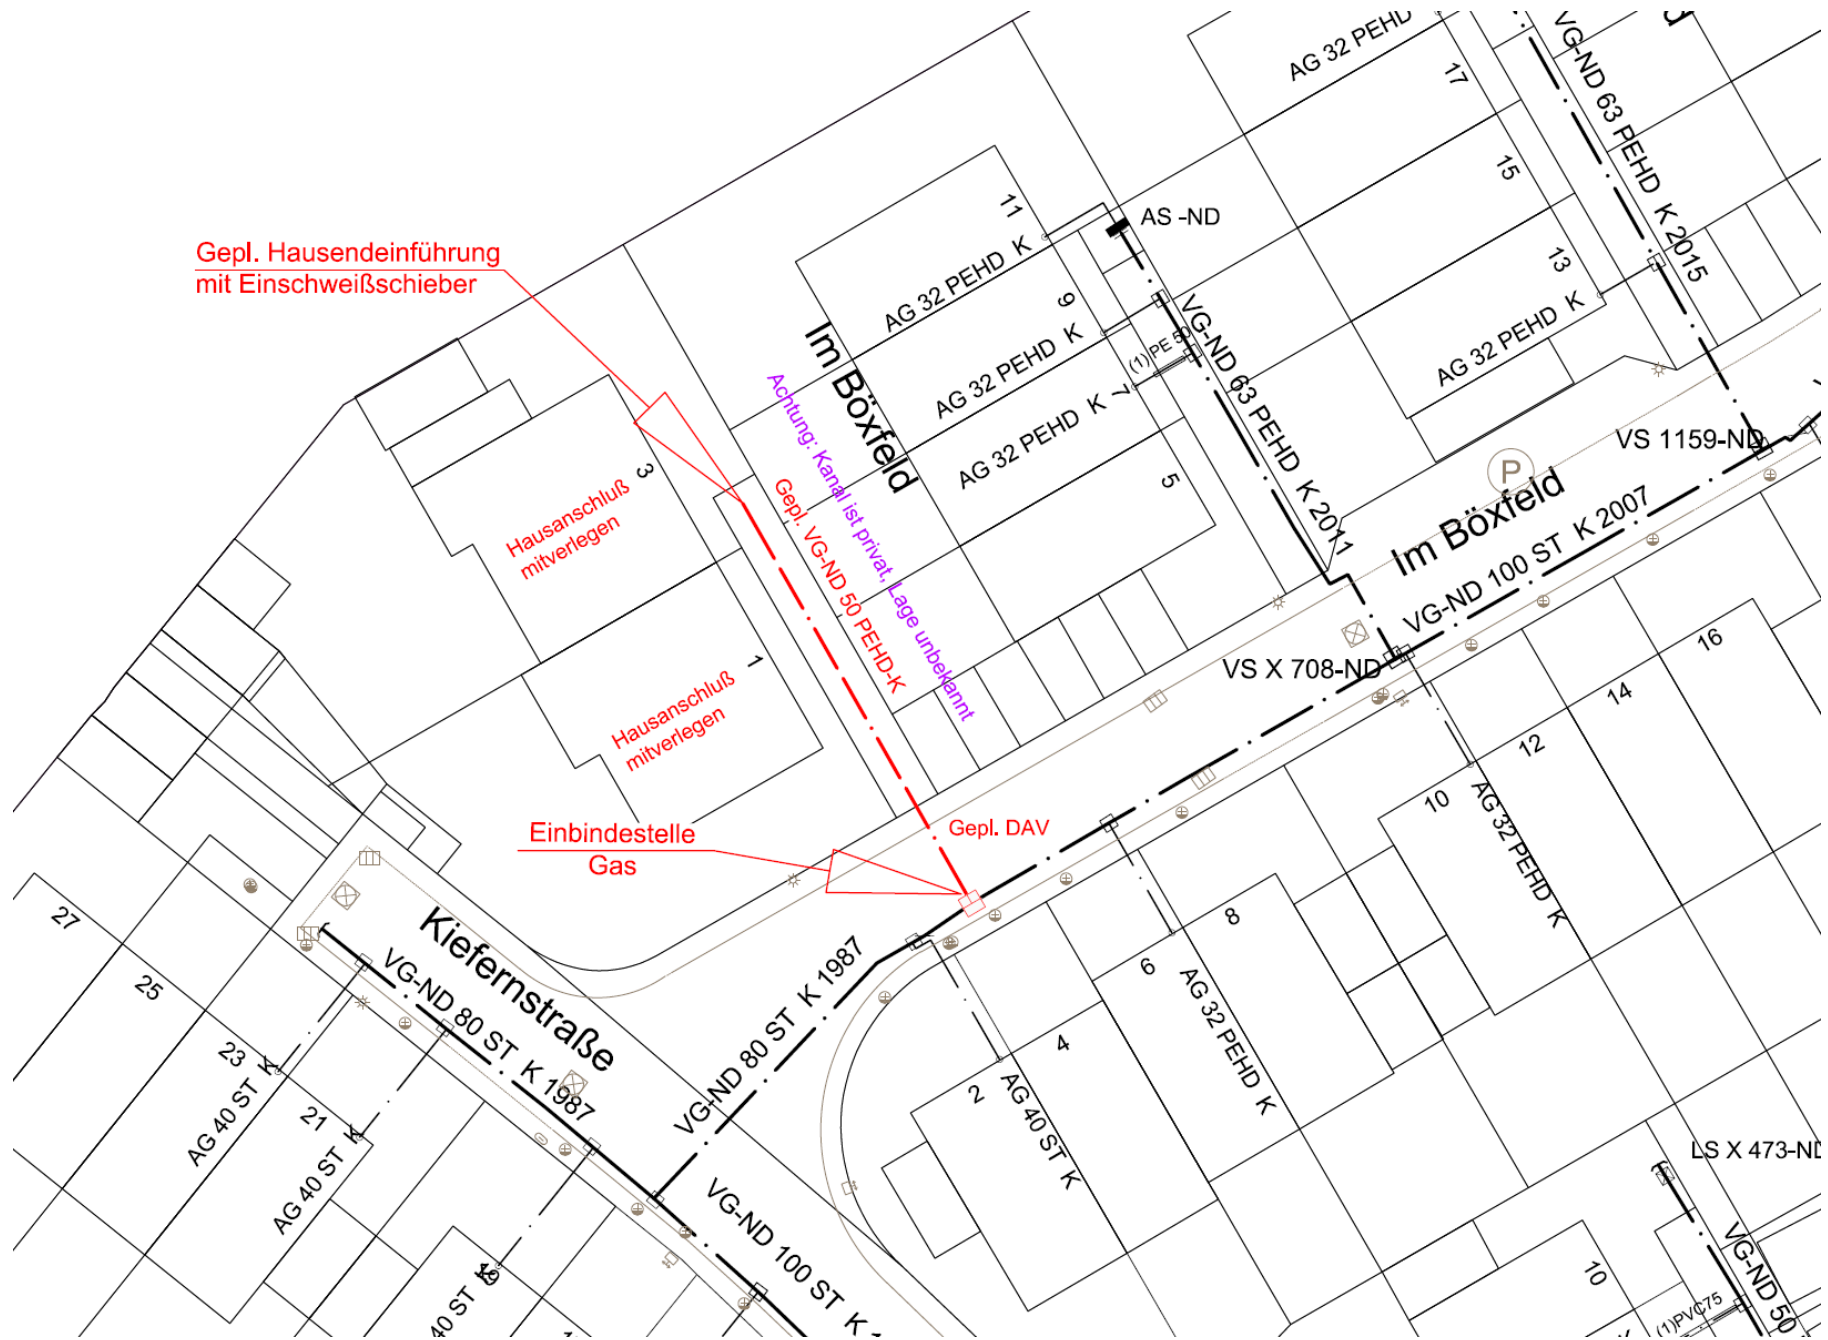 AG 32 PEHD
17
VG-ND 63 PEHD K 2015
15
13
AG 32 PEHD K
11
AS -ND
AG 32 PEHD K
9
AG 32 PEHD K
(1) PE 50
7
AG 32 PEHD K
5
VG-ND 63 PEHD K 2011
Gepl. Hausendeinführung
mit Einschweißschieber
Im Böxfeld
Achtung: Kanal ist privat, Lage unbekannt
Gepl. VG-ND 50 PEHD-K
3
Hausanschluß
mitverlegen
1
Hausanschluß
mitverlegen
VS 1159-ND
P
Im Böxfeld
VG-ND 100 ST K 2007
VS X 708-ND
16
14
12
10
AG 32 PEHD K
Einbindestelle
Gas
Gepl. DAV
8
6
AG 32 PEHD K
4
2
AG 40 ST K
Kiefernstraße
VG-ND 80 ST K 1987
VG-ND 80 ST K 1987
27
25
23
AG 40 ST K
21
AG 40 ST K
19
40 ST K
VG-ND 100 ST K
LS X 473-ND
VG-ND 50
10
(1)PVC75